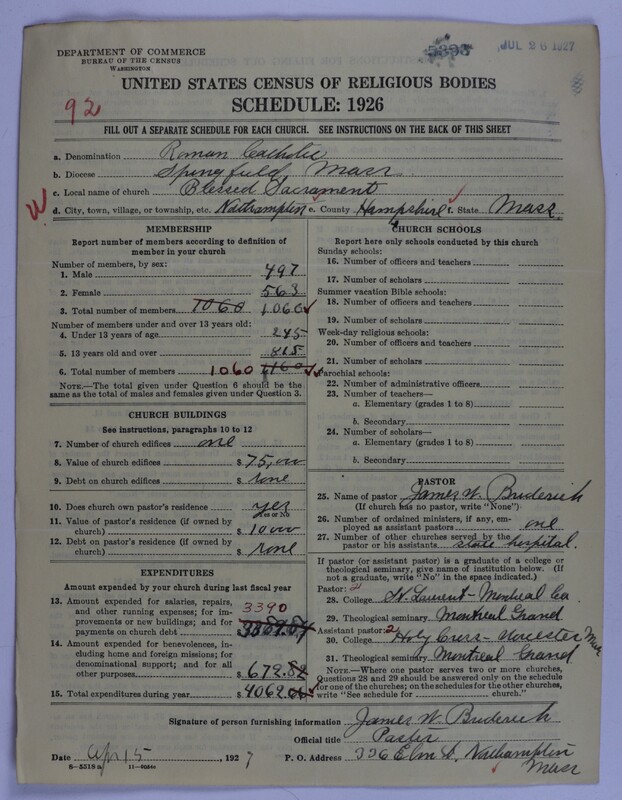 5393 JUL 26 1927
DEPARTMENT OF COMMERCE
BUREAU OF THE CENSUS
WASHINGTON
UNITED STATES CENSUS OF RELIGIOUS BODIES
SCHEDULE: 1926
92
FILL OUT A SEPARATE SCHEDULE FOR EACH CHURCH. SEE INSTRUCTIONS ON THE BACK OF THIS SHEET
a. Denomination Roman Catholic
b. Diocese Springfield, Mass
c. Local name of church Blessed Sacrament
W
d. City, town, village, or township, etc. Northampton e. County Hampshire f. State Mass
MEMBERSHIP
Report number of members according to definition of
member in your church
Number of members, by sex:
1. Male 497
2. Female 563
3. Total number of members 1060 1060
Number of members under and over 13 years old:
4. Under 13 years of age 245
5. 13 years old and over 815
6. Total number of members 1060 1160
NOTE.—The total given under Question 6 should be the
same as the total of males and females given under Question 3.
CHURCH BUILDINGS
See instructions, paragraphs 10 to 12
7. Number of church edifices one
8. Value of church edifices $ 75,000
9. Debt on church edifices $ none
10. Does church own pastor's residence? yes
Yes or No
11. Value of pastor's residence (if owned by
church) $ 10000
12. Debt on pastor's residence (if owned by
church) $ none
EXPENDITURES
Amount expended by your church during last fiscal year
13. Amount expended for salaries, repairs,
and other running expenses; for im-
provements or new buildings; and for
payments on church debt 3390 $
14. Amount expended for benevolences, in-
cluding home and foreign missions; for
denominational support; and for all
other purposes $ 672.82
15. Total expenditures during year $ 4062
CHURCH SCHOOLS
Report here only schools conducted by this church
Sunday schools:
16. Number of officers and teachers
17. Number of scholars
Summer vacation Bible schools:
18. Number of officers and teachers
19. Number of scholars
Week-day religious schools:
20. Number of officers and teachers
21. Number of scholars
Parochial schools:
22. Number of administrative officers
23. Number of teachers—
a. Elementary (grades 1 to 8)
b. Secondary
24. Number of scholars—
a. Elementary (grades 1 to 8)
b. Secondary
PASTOR
25. Name of pastor James W. Bruderick
(If church has no pastor, write "None")
26. Number of ordained ministers, if any, em-
ployed as assistant pastors one
27. Number of other churches served by the
pastor or his assistants state hospital.
If pastor (or assistant pastor) is a graduate of a college or
theological seminary, give name of institution below. (If
not a graduate, write "No" in the space indicated.)
Pastor:
28. College St. Laurent - Montreal Ca
29. Theological seminary Montreal Grand
Assistant pastor: 2
30. College Holy Cross - Worcester Mass
31. Theological seminary Montreal Grand
NOTE.—Where one pastor serves two or more churches,
Questions 28 and 29 should be answered only on the schedule
for one of the churches; on the schedules for the other churches,
write "See schedule for church."
Signature of person furnishing information James W. Bruderick
Official title Pastor
Date Apr 15, 1927 P. O. Address 326 Elm St. Northampton
Mass
8—5318a 11—9084e